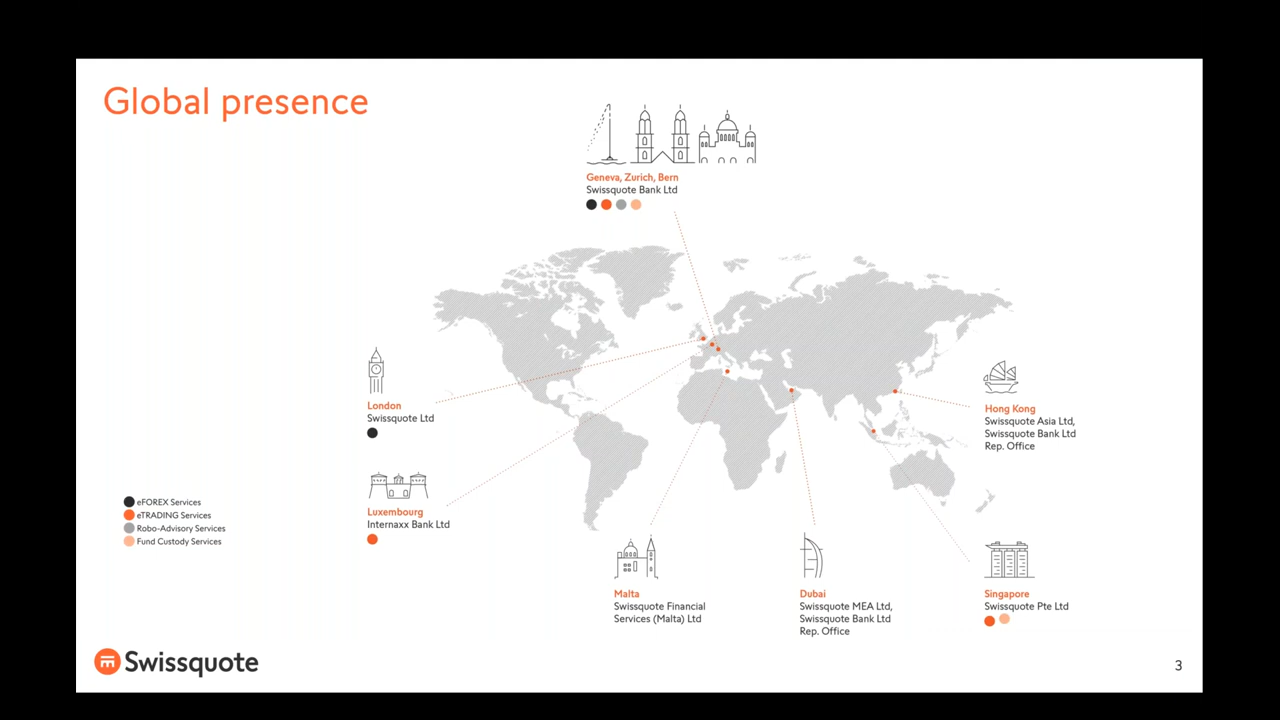 Global presence
Geneva, Zurich, Bern
Swissquote Bank Ltd
London
Swissquote Ltd
Hong Kong
Swissquote Asia Ltd,
Swissquote Bank Ltd
Rep. Office
Luxembourg
Internaxx Bank Ltd
eFOREX Services
eTRADING Services
Robo-Advisory Services
Fund Custody Services
Malta
Swissquote Financial
Services (Malta) Ltd
Dubai
Swissquote MEA Ltd,
Swissquote Bank Ltd
Rep. Office
Singapore
Swissquote Pte Ltd
Swissquote
3